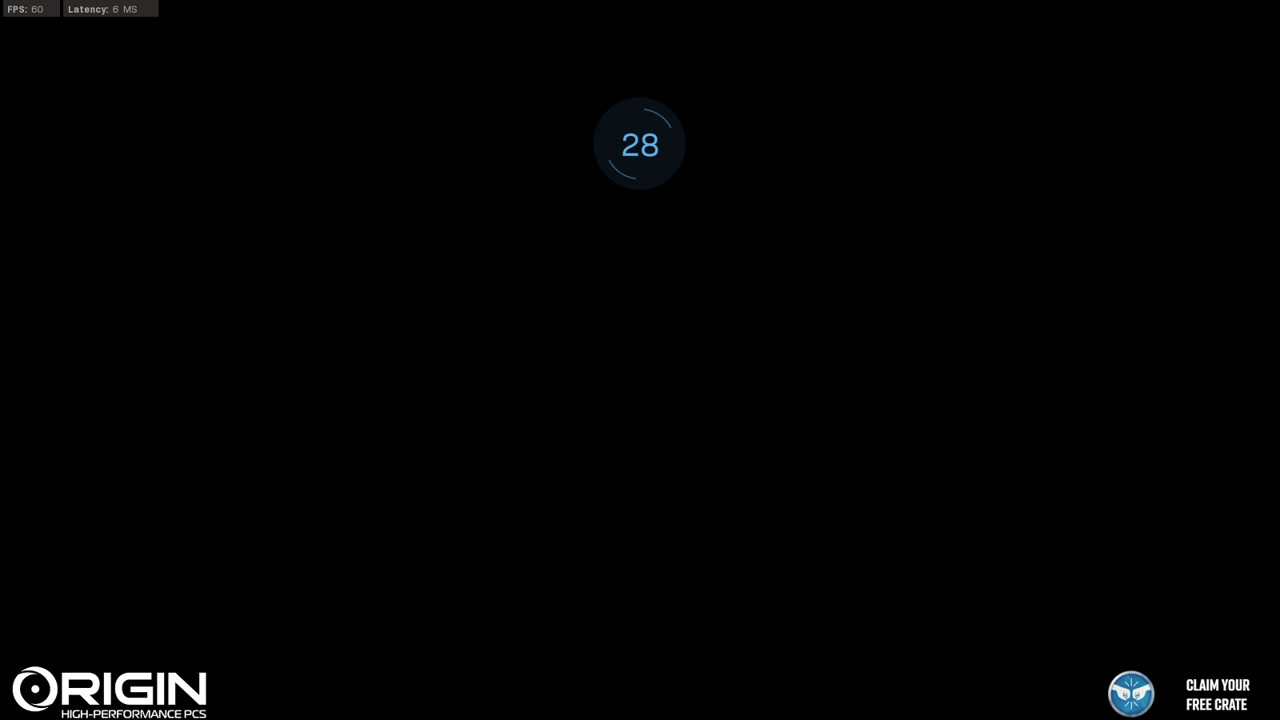 FPS: 60 Latency: 6 MS
28
ORIGIN
HIGH-PERFORMANCE PCS
CLAIM YOUR
FREE CRATE